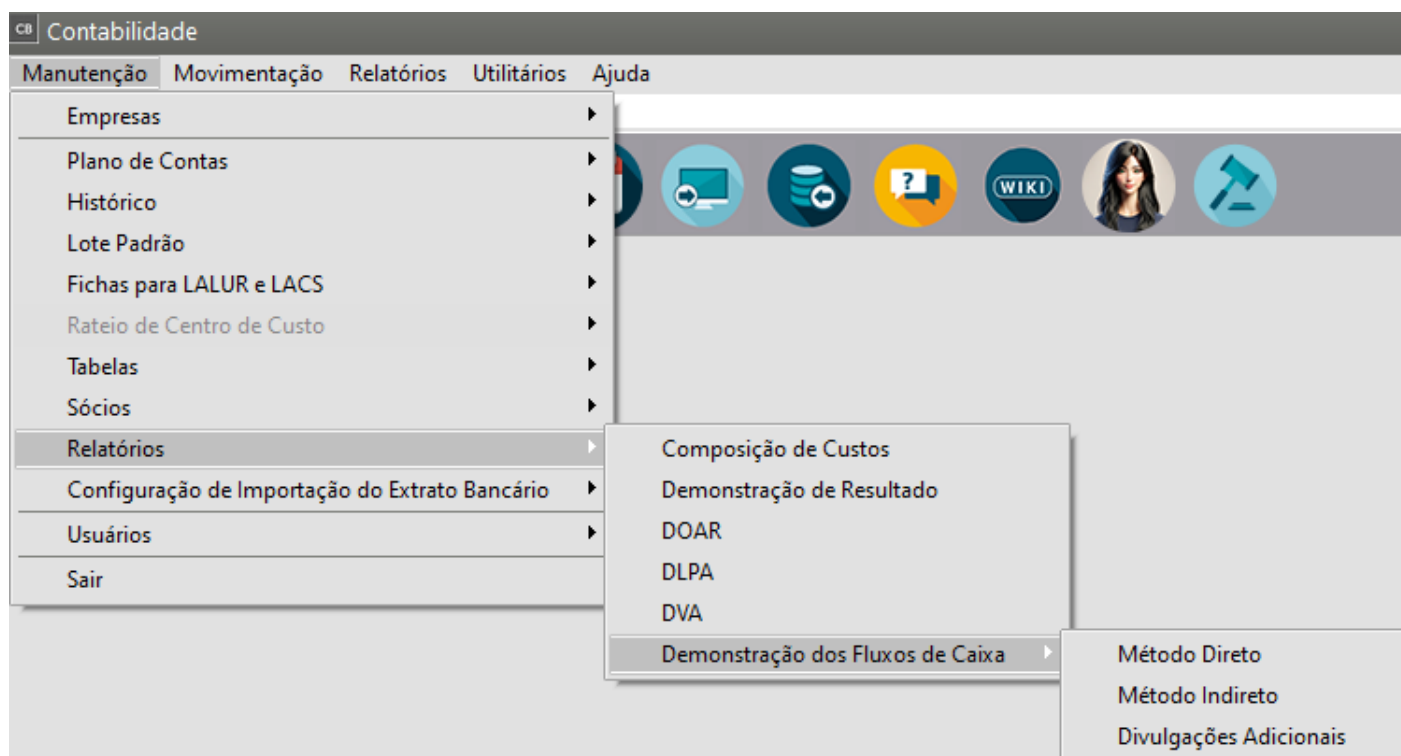 CB Contabilidade
Manutenção Movimentação Relatórios Utilitários Ajuda
Empresas
Plano de Contas
Histórico
Lote Padrão
Fichas para LALUR e LACS
Rateio de Centro de Custo
Tabelas
Sócios
Relatórios
Configuração de Importação do Extrato Bancário
Usuários
Sair
?
WIKI
Composição de Custos
Demonstração de Resultado
DOAR
DLPA
DVA
Demonstração dos Fluxos de Caixa
Método Direto
Método Indireto
Divulgações Adicionais